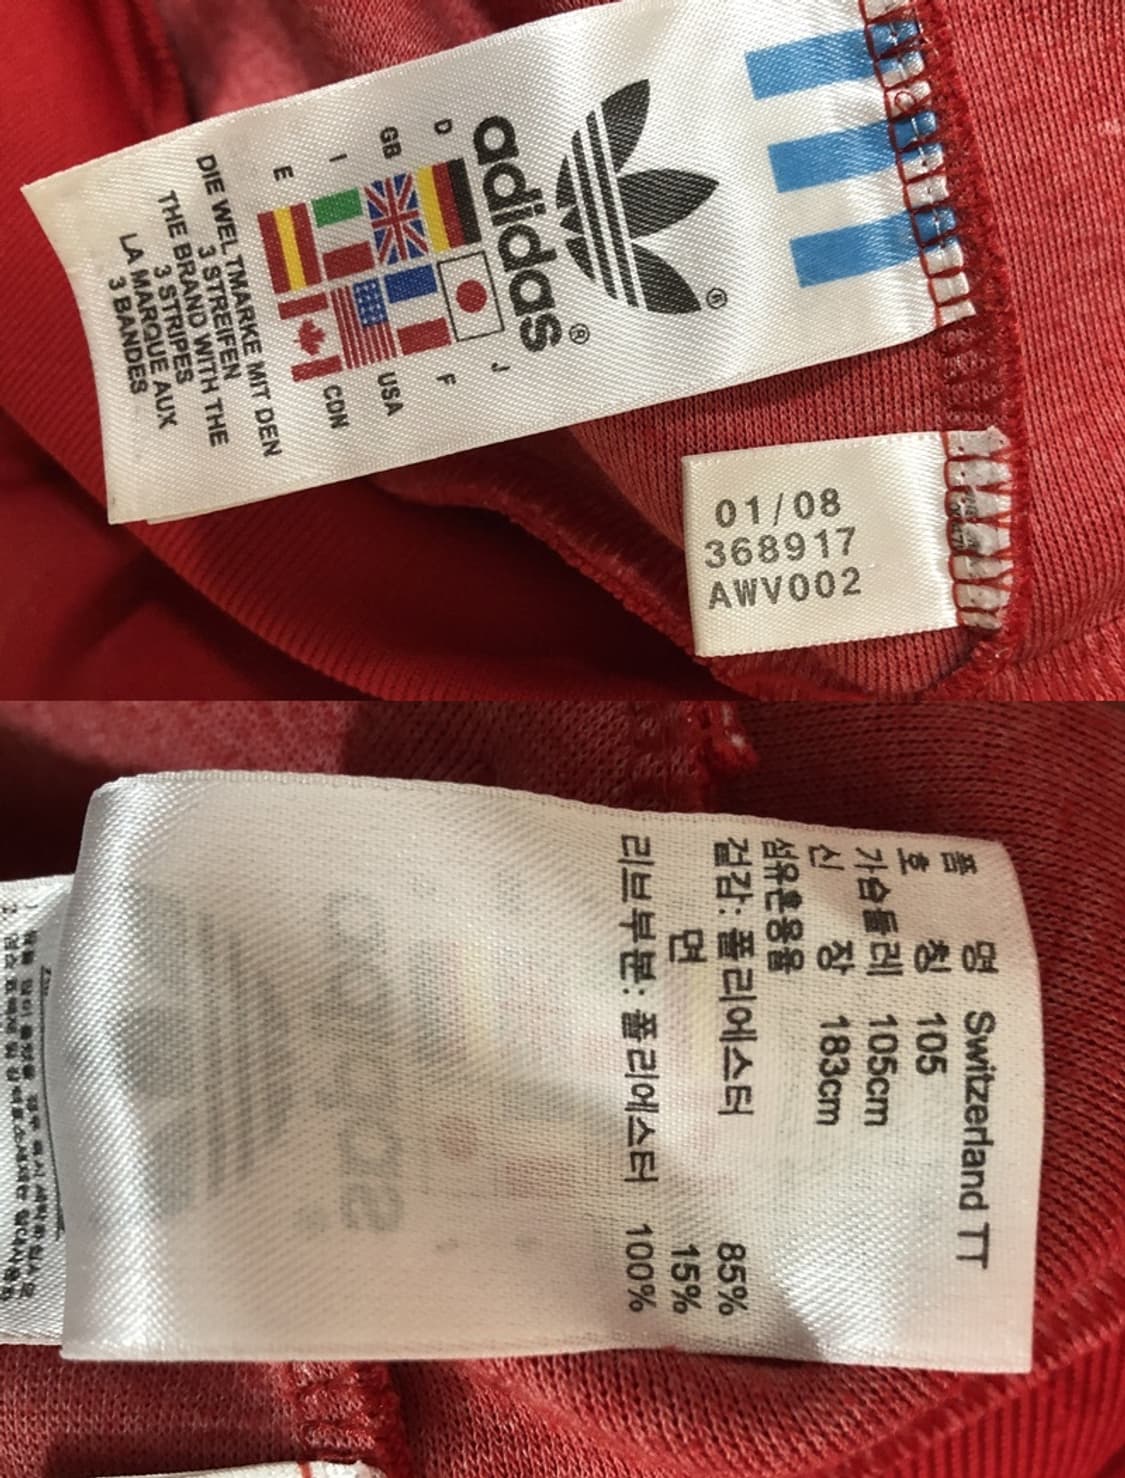 adidas®
®
D
GB
I
E
J
F
USA
CDN
DIE WELTMARKE MIT DEN
3 STREIFEN
THE BRAND WITH THE
3 STRIPES
LA MARQUE AUX
3 BANDES
01/08
368917
AWV002
품 명 Switzerland TT
호 칭 105
가슴둘레 105cm
신 장 183cm
섬유혼용율
겉감: 폴리에스터 85%
면 15%
리브부분: 폴리에스터 100%